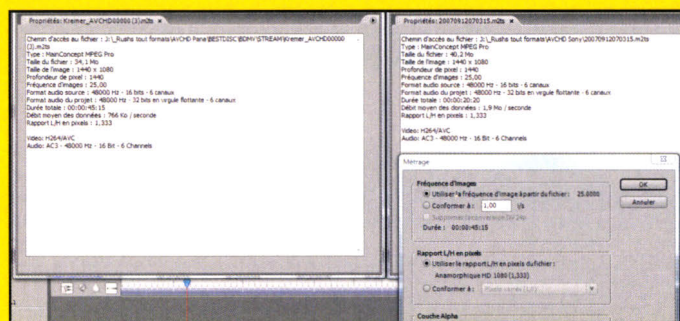 Propriétés: Kremer_AVCHD00000 (3).m2ts
Chemin d'accès au fichier : J:\_Rushs tout formats\AVCHD Pana\BESTDISC\BDMV\STREAM\Kremer_AVCHD00000
(3).m2ts
Type : MainConcept MPEG Pro
Taille du fichier : 34,1 Mo
Taille de l'image : 1440 x 1080
Profondeur de pixel : 1440
Fréquence d'images : 25,00
Format audio source : 48000 Hz - 16 bits - 6 canaux
Format audio du projet : 48000 Hz - 32 bits en virgule flottante - 6 canaux
Durée totale : 00:00:45:15
Débit moyen des données : 766 Ko / seconde
Rapport L/H en pixels : 1,333
Video: H264/AVC
Audio: AC3 - 48000 Hz - 16 Bit - 6 Channels
Propriétés: 20070912070315.m2ts
Chemin d'accès au fichier : J:\_Rushs tout formats\AVCHD Sony\20070912070315.m2ts
Type : MainConcept MPEG Pro
Taille du fichier : 40,2 Mo
Taille de l'image : 1440 x 1080
Profondeur de pixel : 1440
Fréquence d'images : 25,00
Format audio source : 48000 Hz - 16 bits - 6 canaux
Format audio du projet : 48000 Hz - 32 bits en virgule flottante - 6 canaux
Durée totale : 00:00:20:20
Débit moyen des données : 1,9 Mo / seconde
Rapport L/H en pixels : 1,333
Video: H264/AVC
Audio: AC3 - 48000 Hz - 16 Bit - 6 Channels
Métrage
Fréquence d'images
Utiliser la fréquence d'image à partir du fichier : 25.0000
Conformer à : 1,00 i/s
Durée : 00:00:45:15
OK
Annuler
Rapport L/H en pixels
Utiliser le rapport L/H en pixels du fichier :
Anamorphique HD 1080 (1,333)
Conformer à :
Couche Alpha